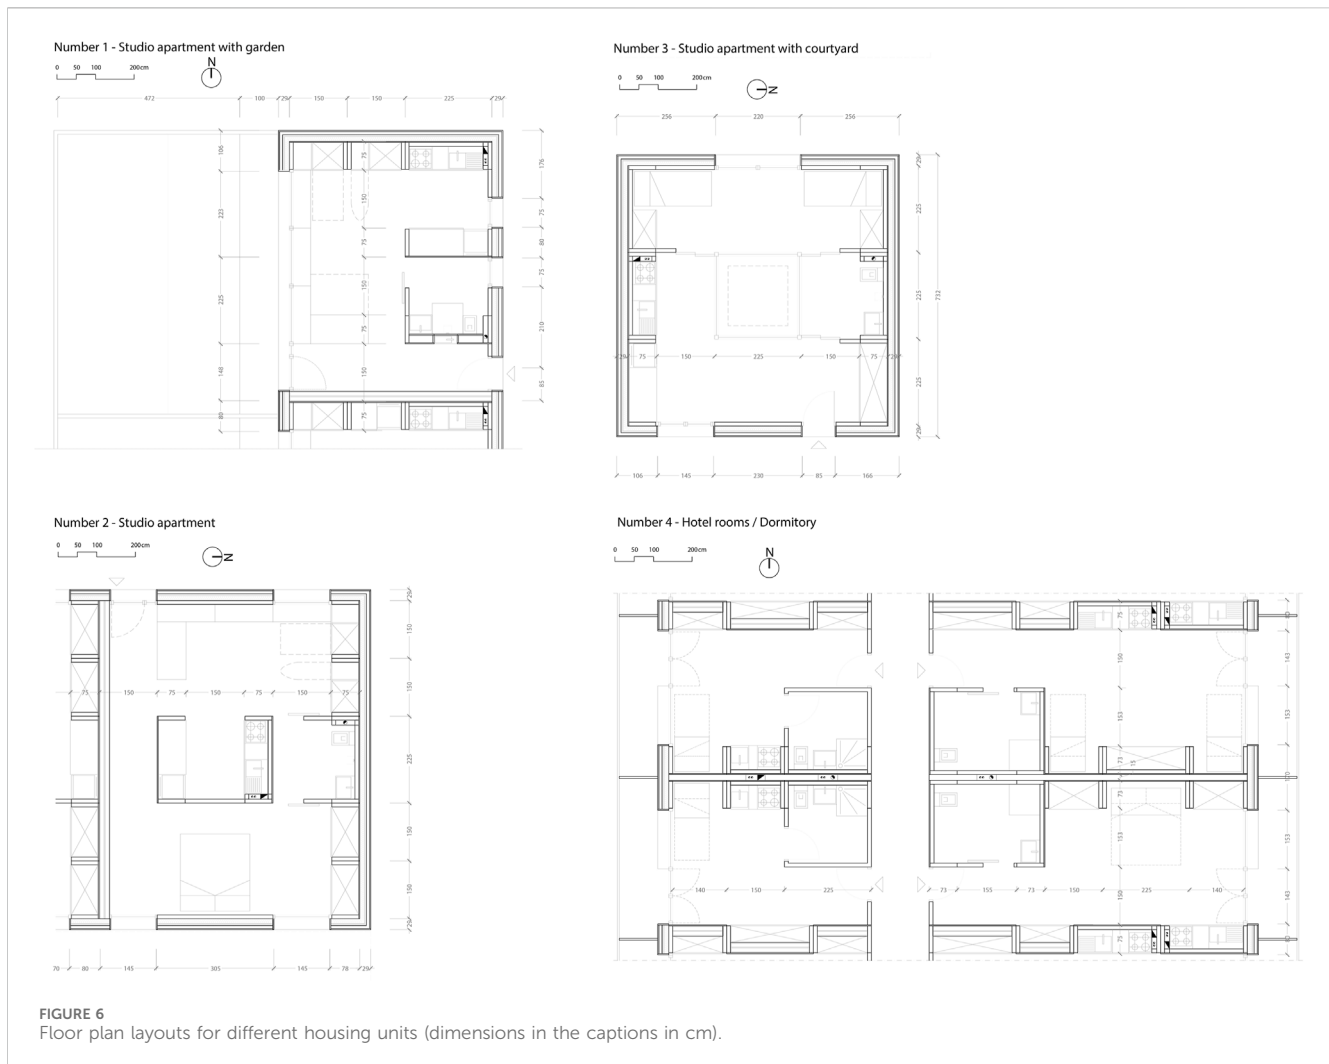 Number 1 - Studio apartment with garden
0 50 100 200cm
N
472 100 29 150 150 225 29
106
223
225
148
80
75
150
75
150
75
150
75
176
75
80
75
210
85
Number 3 - Studio apartment with courtyard
0 50 100 200cm
N
256 220 256
29
225
225
225
29
732
29 75 150 225 150 75 29
106 145 230 85 166
Number 2 - Studio apartment
0 50 100 200cm
N
29
150
150
225
150
150
29
75 150 75 150 75 150 75
70 80 145 305 145 78 29
Number 4 - Hotel rooms / Dormitory
0 50 100 200cm
N
75
150
153
73
15
73
153
150
75
143
153
153
143
140 150 225
73 155 73 150 225 140
FIGURE 6
Floor plan layouts for different housing units (dimensions in the captions in cm).